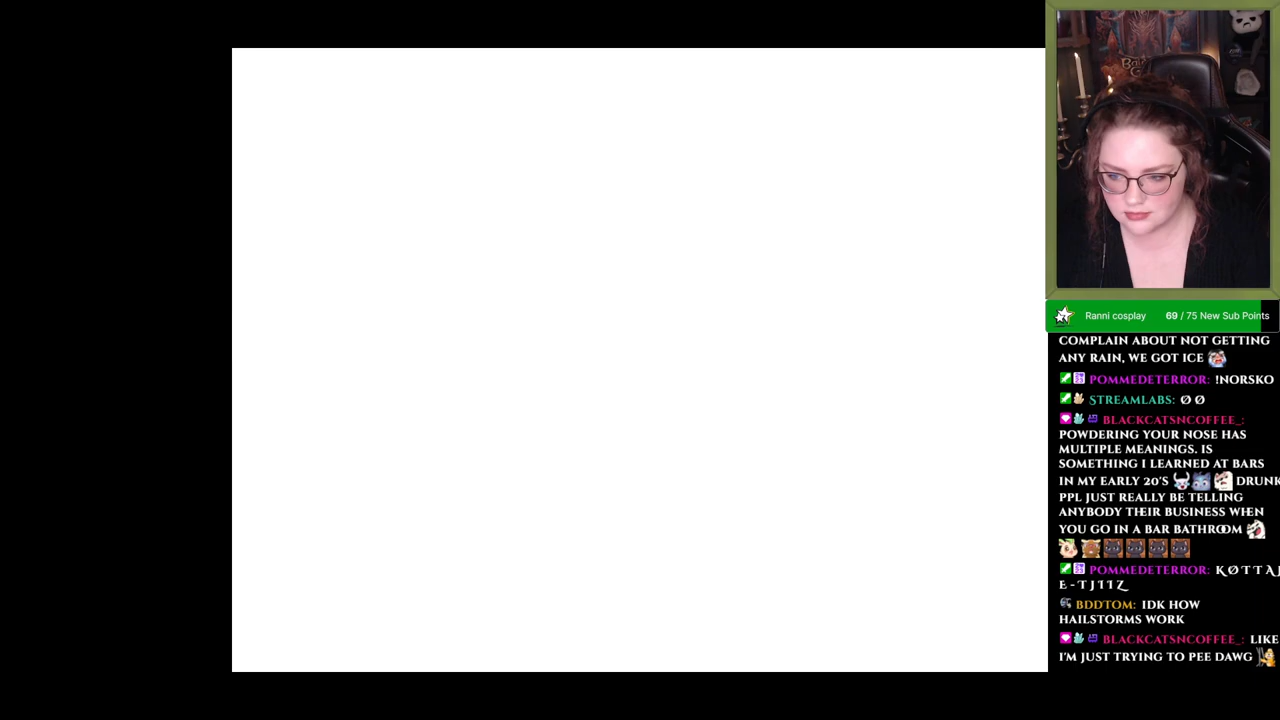 Ranni cosplay 69 / 75 New Sub Points
COMPLAIN ABOUT NOT GETTING
ANY RAIN, WE GOT ICE
POMMEDETERROR: !NORSKO
STREAMLABS: Ø Ø
BLACKCATSNCOFFEE_:
POWDERING YOUR NOSE HAS
MULTIPLE MEANINGS. IS
SOMETHING I LEARNED AT BARS
IN MY EARLY 20'S DRUNK
PPL JUST REALLY BE TELLING
ANYBODY THEIR BUSINESS WHEN
YOU GO IN A BAR BATHROOM
POMMEDETERROR: K Ø T T A J
E - T J I I Z
BDDTOM: IDK HOW
HAILSTORMS WORK
BLACKCATSNCOFFEE_: LIKE
I'M JUST TRYING TO PEE DAWG